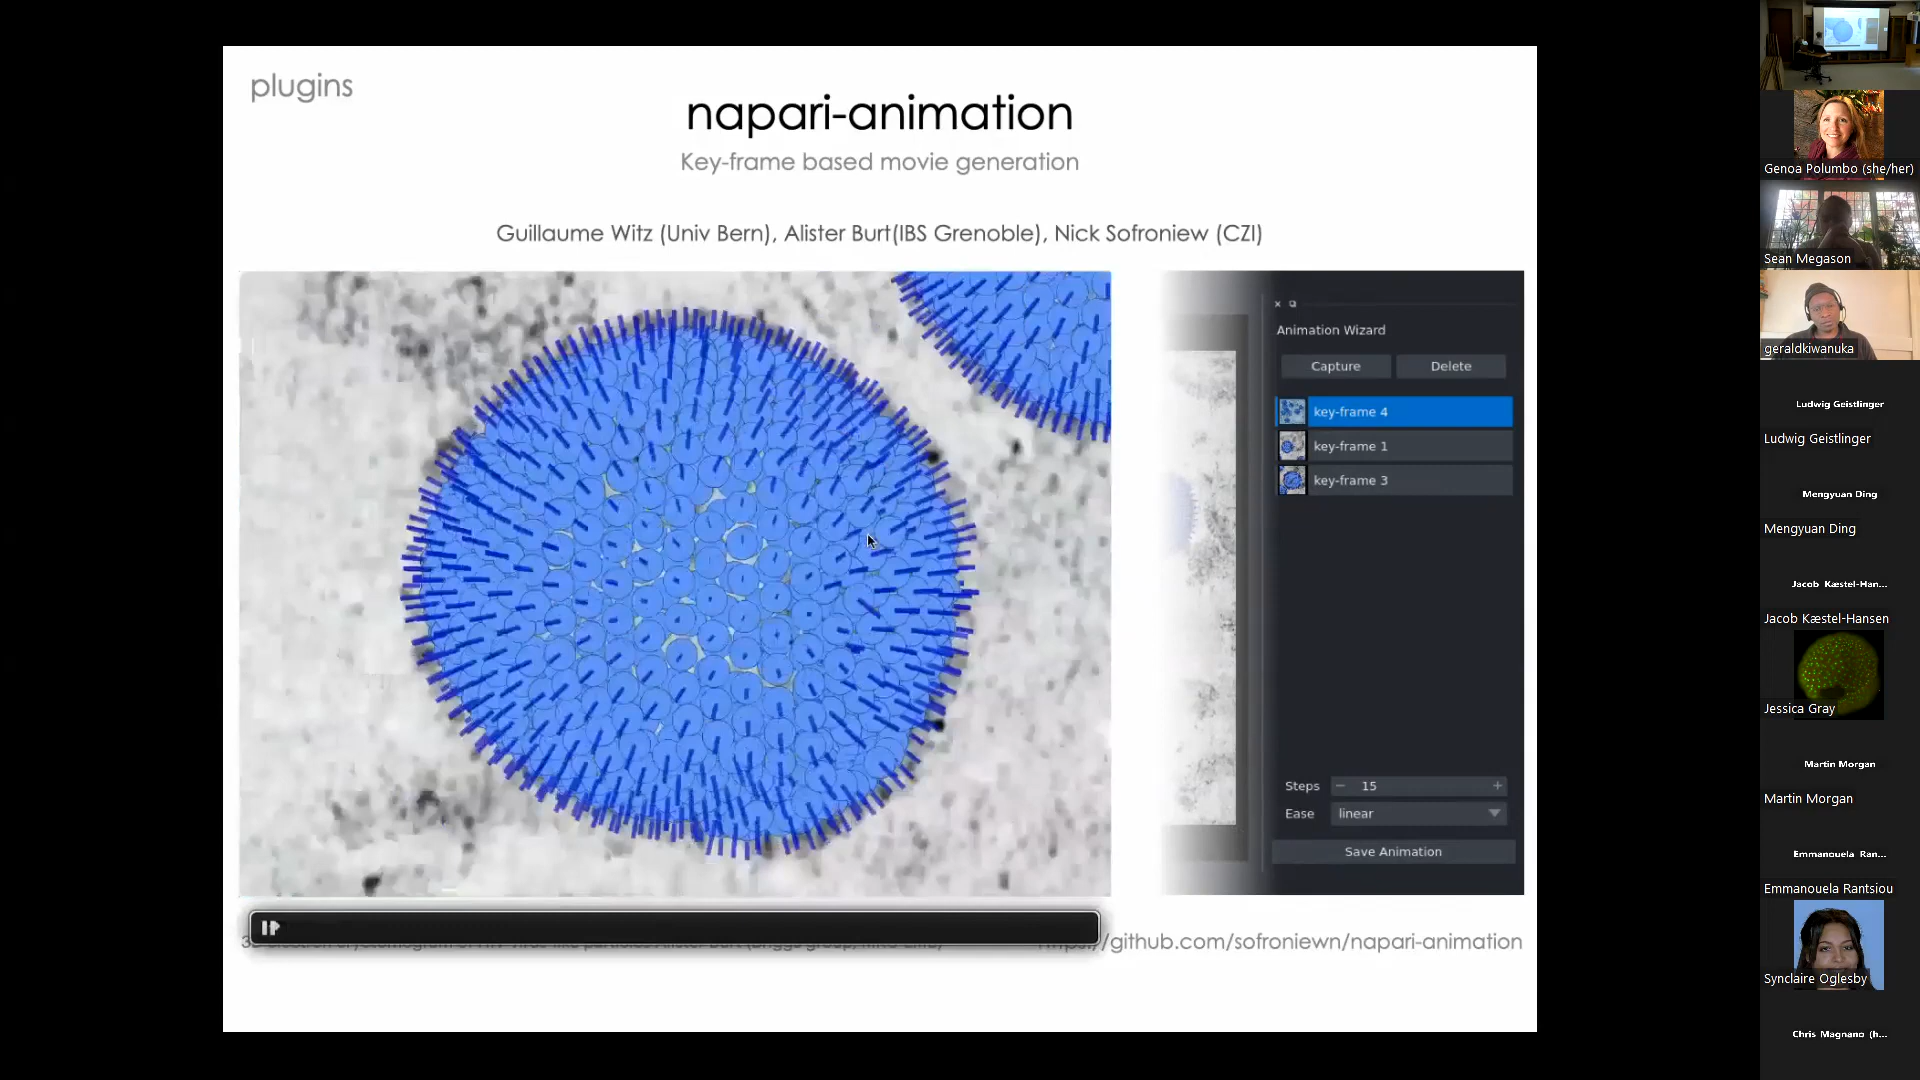 plugins
napari-animation
Key-frame based movie generation
Guillaume Witz (Univ Bern), Alister Burt(IBS Grenoble), Nick Sofroniew (CZI)
Animation Wizard
Capture
Delete
key-frame 4
key-frame 1
key-frame 3
Steps
15
Ease
linear
Save Animation
/github.com/sofroniewn/napari-animation
Genoa Polumbo (she/her)
Sean Megason
geraldkiwanuka
Ludwig Geistlinger
Ludwig Geistlinger
Mengyuan Ding
Mengyuan Ding
Jacob Kæstel-Han...
Jacob Kæstel-Hansen
Jessica Gray
Martin Morgan
Martin Morgan
Emmanouela Ran...
Emmanouela Rantsiou
Synclaire Oglesby
Chris Magnano (h...